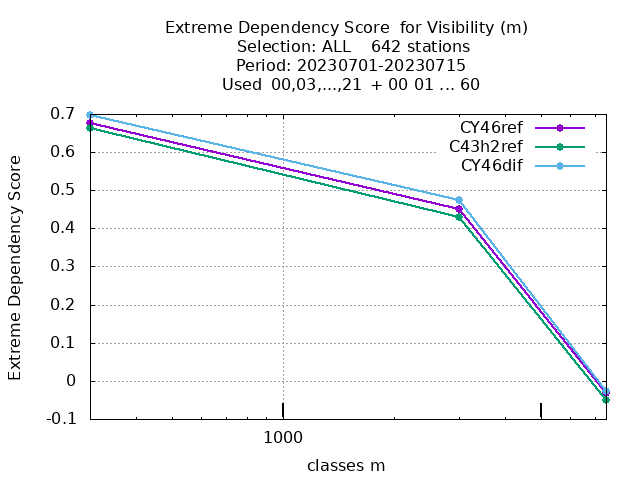 Extreme Dependency Score  for Visibility (m)
Selection: ALL    642 stations
Period: 20230701-20230715
Used  00,03,...,21  + 00 01 ... 60
CY46ref
C43h2ref
CY46dif
Extreme Dependency Score
0.7
0.6
0.5
0.4
0.3
0.2
0.1
0
-0.1
1000
classes m